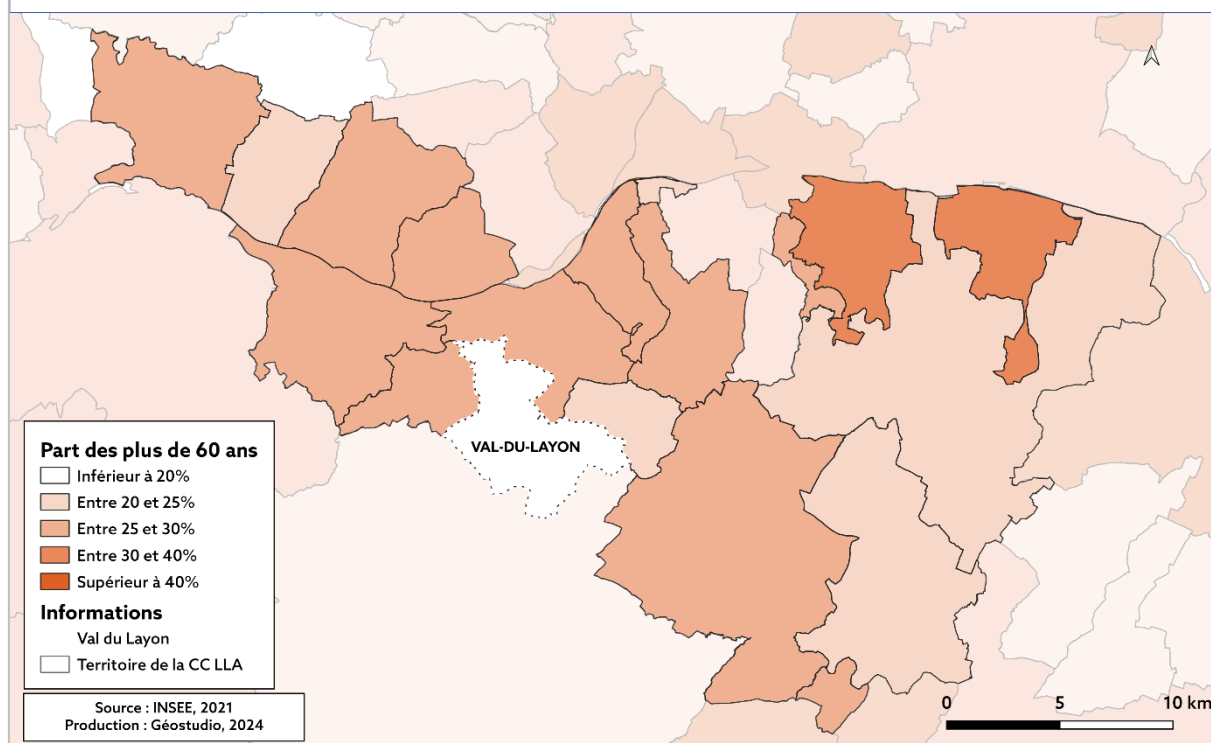 VAL-DU-LAYON
Part des plus de 60 ans
Inférieur à 20%
Entre 20 et 25%
Entre 25 et 30%
Entre 30 et 40%
Supérieur à 40%
Informations
Val du Layon
Territoire de la CC LLA
Source : INSEE, 2021
Production : Géostudio, 2024
0 5 10 km